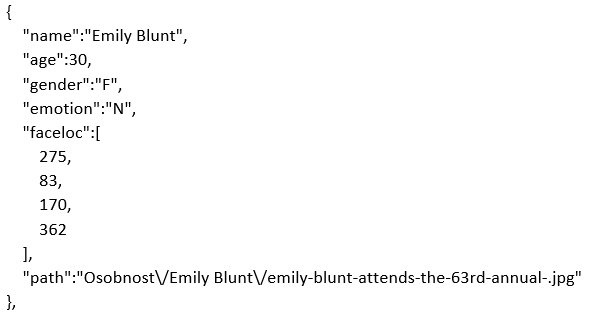 {
"name":"Emily Blunt",
"age":30,
"gender":"F",
"emotion":"N",
"faceloc":[
275,
83,
170,
362
],
"path":"Osobnost\/Emily Blunt\/emily-blunt-attends-the-63rd-annual-.jpg"
},